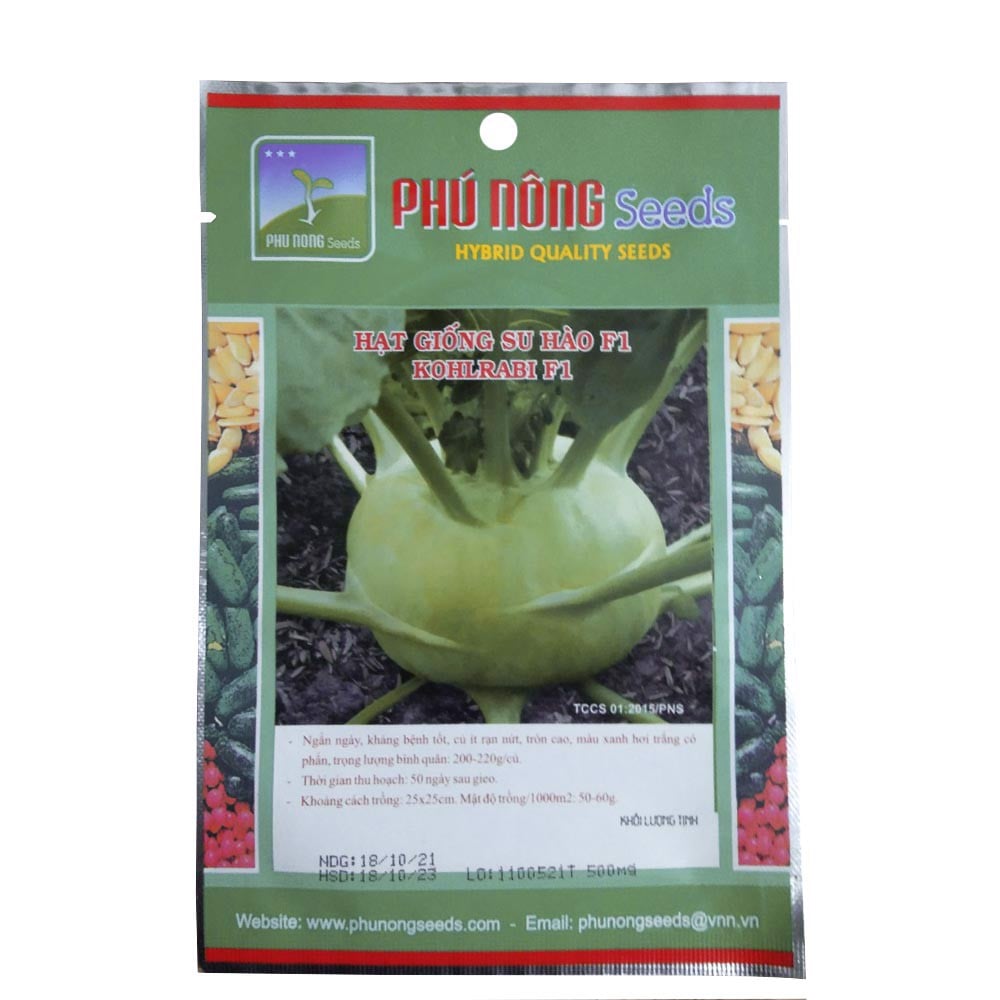 ★★★
PHU NONG Seeds
PHÚ NÔNG Seeds
HYBRID QUALITY SEEDS
HẠT GIỐNG SU HÀO F1
KOHLRABI F1
TCCS 01:2015/PNS
- Ngắn ngày, kháng bệnh tốt, củ ít rạn nứt, tròn cao, màu xanh hơi trắng có
phấn, trọng lượng bình quân: 200-220g/củ.
- Thời gian thu hoạch: 50 ngày sau gieo.
- Khoảng cách trồng: 25x25cm. Mật độ trồng/1000m2: 50-60g.
KHỐI LƯỢNG TỊNH
NDG:18/10/21
HSD:18/10/23 LO:1100521T 500mg
Website: www.phunongseeds.com - Email: phunongseeds@vnn.vn